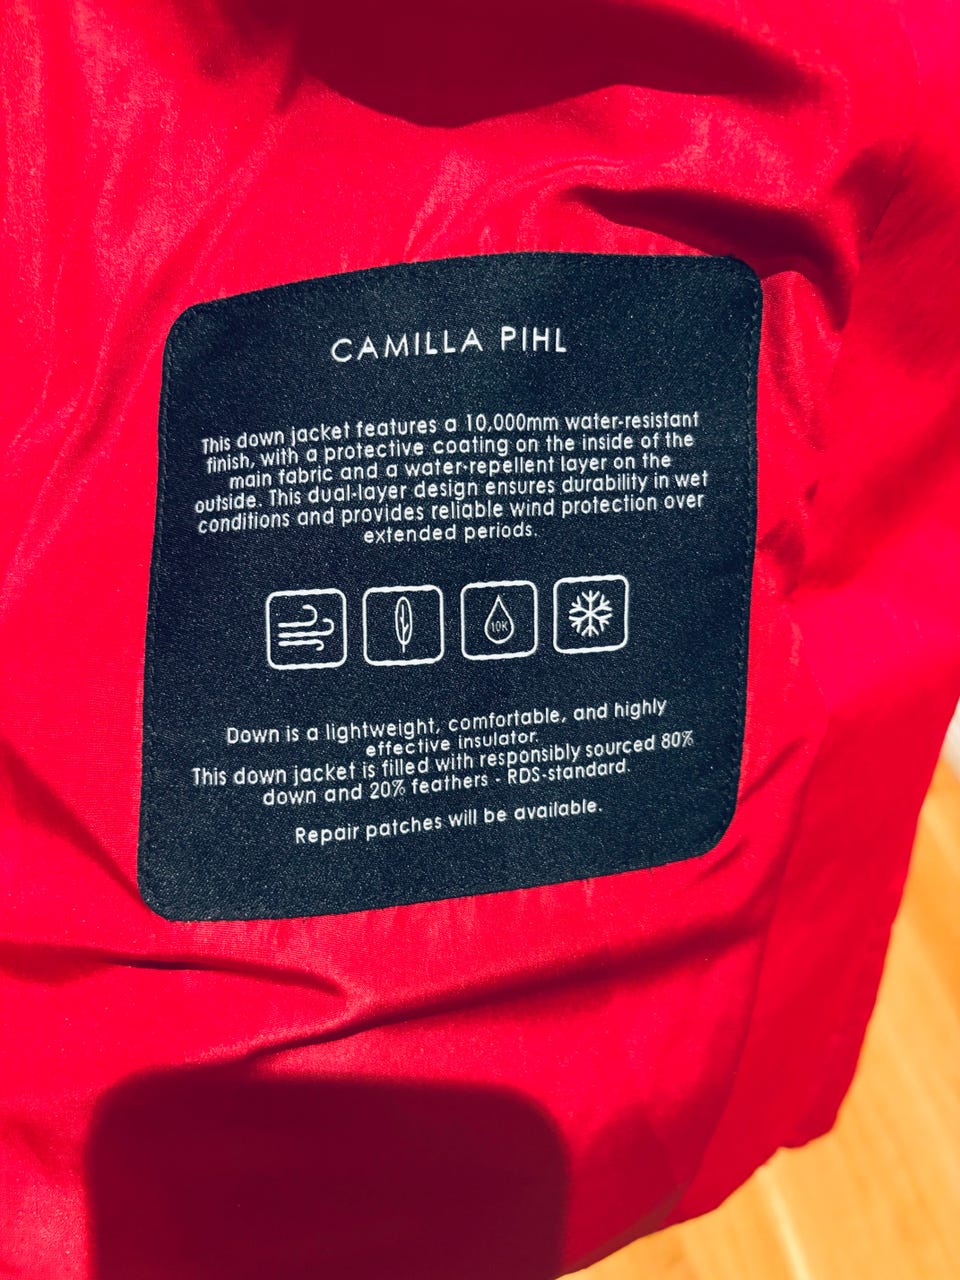 CAMILLA PIHL
This down jacket features a 10,000mm water-resistant
finish, with a protective coating on the inside of the
main fabric and a water-repellent layer on the
outside. This dual-layer design ensures durability in wet
conditions and provides reliable wind protection over
extended periods.
10K
Down is a lightweight, comfortable, and highly
effective insulator.
This down jacket is filled with responsibly sourced 80%
down and 20% feathers - RDS-standard.
Repair patches will be available.